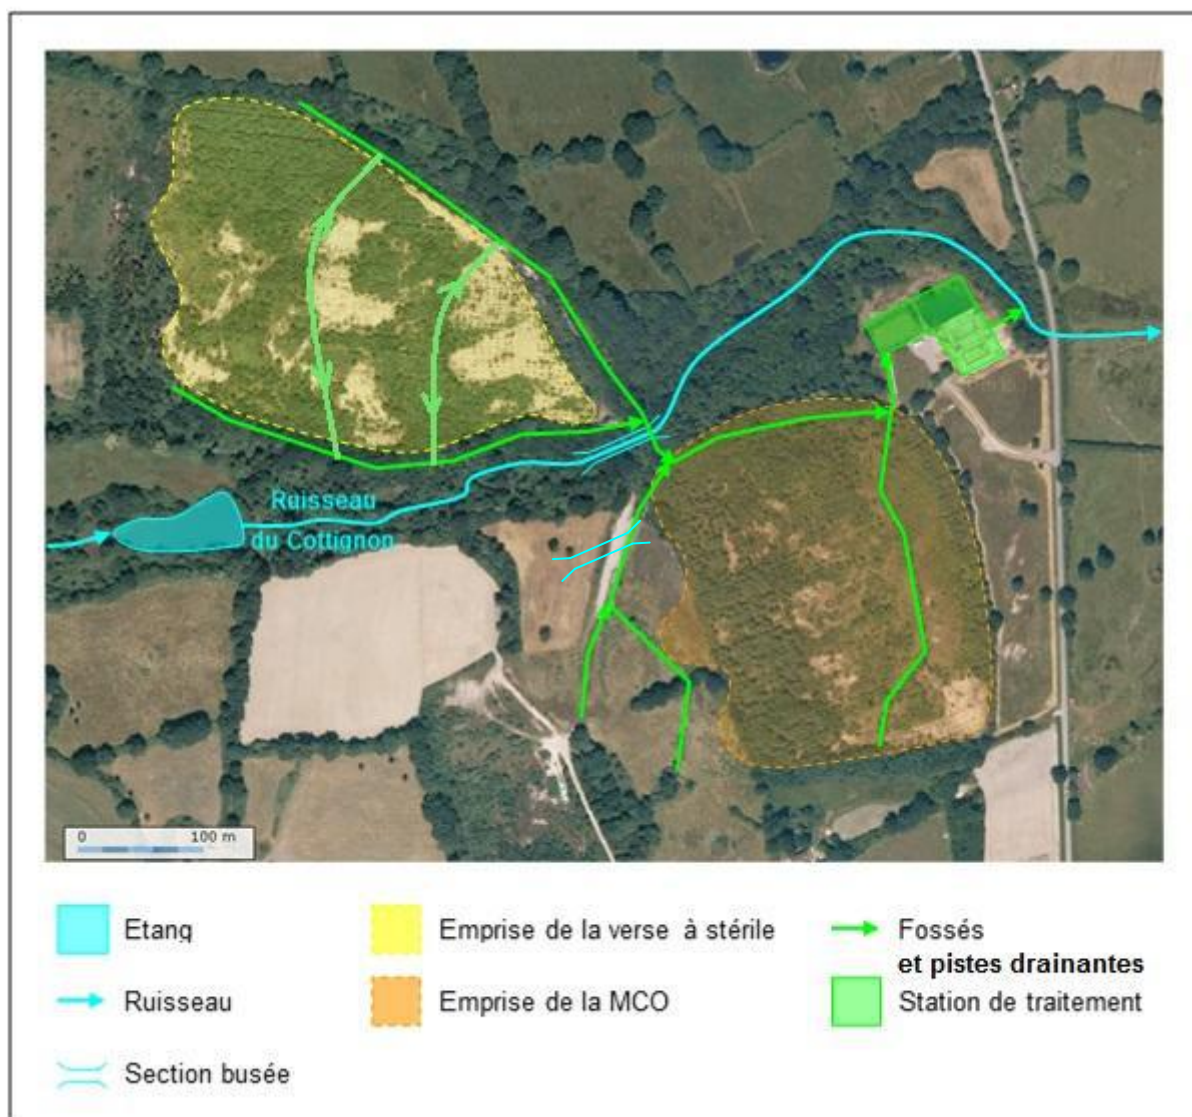 Ruisseau
du Cottignon
0 100 m
Etang
Emprise de la verse à stérile
Fossés
et pistes drainantes
Ruisseau
Emprise de la MCO
Station de traitement
Section busée